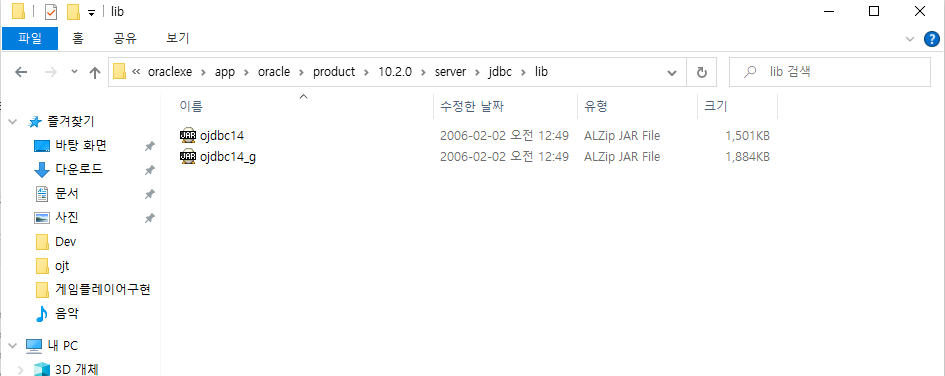 lib
파일 홈 공유 보기
« oraclexe › app › oracle › product › 10.2.0 › server › jdbc › lib
lib 검색
이름 수정한 날짜 유형 크기
ojdbc14 2006-02-02 오전 12:49 ALZip JAR File 1,501KB
ojdbc14_g 2006-02-02 오전 12:49 ALZip JAR File 1,884KB
즐겨찾기
바탕 화면
다운로드
문서
사진
Dev
ojt
게임플레이어구현
음악
내 PC
3D 개체